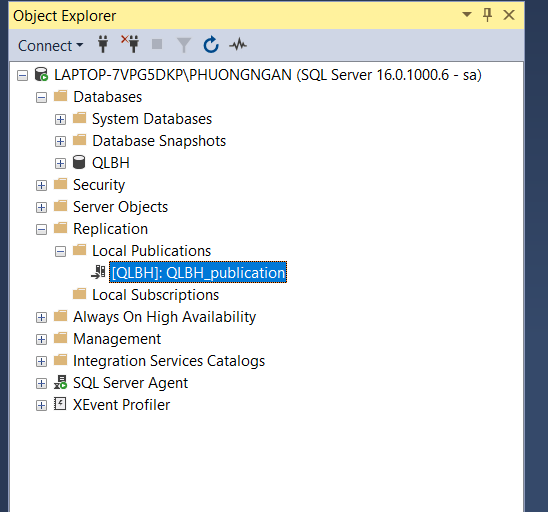 Object Explorer
Connect
LAPTOP-7VPG5DKP\PHUONGNGAN (SQL Server 16.0.1000.6 - sa)
Databases
System Databases
Database Snapshots
QLBH
Security
Server Objects
Replication
Local Publications
[QLBH]: QLBH_publication
Local Subscriptions
Always On High Availability
Management
Integration Services Catalogs
SQL Server Agent
XEvent Profiler